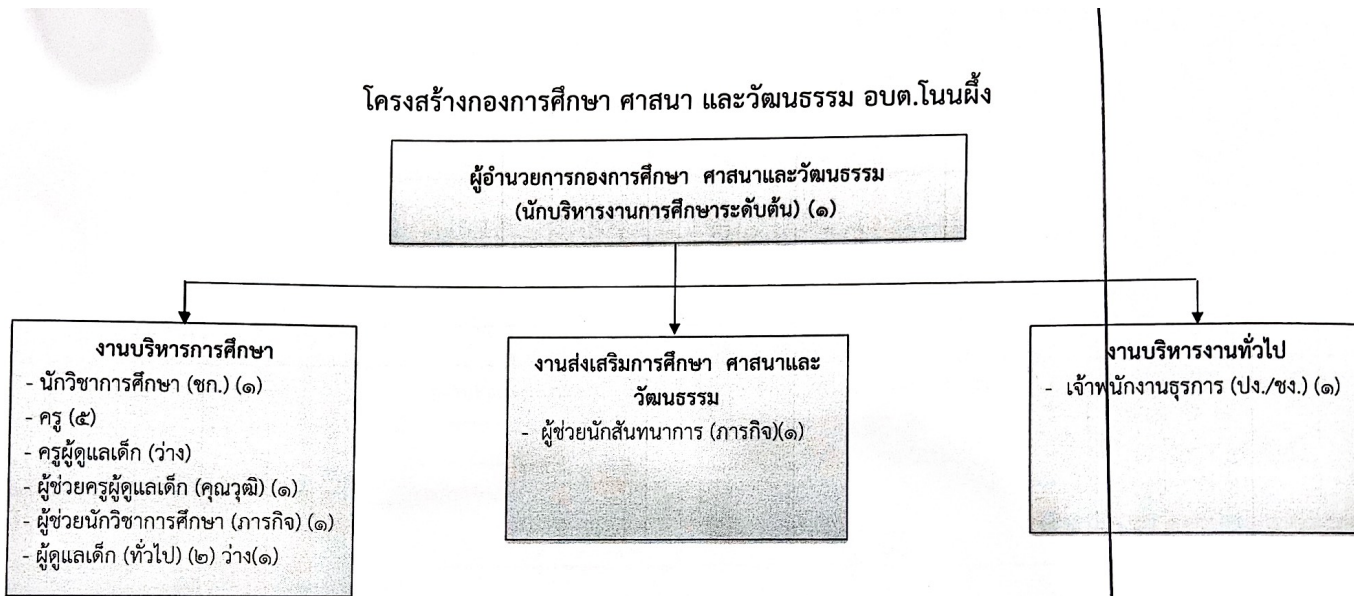 โครงสร้างกองการศึกษา ศาสนา และวัฒนธรรม อบต.โนนผึ้ง
ผู้อำนวยการกองการศึกษา ศาสนาและวัฒนธรรม
(นักบริหารงานการศึกษาระดับต้น) (๑)
งานบริหารการศึกษา
- นักวิชาการศึกษา (ชก.) (๑)
- ครู (๕)
- ครูผู้ดูแลเด็ก (ว่าง)
- ผู้ช่วยครูผู้ดูแลเด็ก (คุณวุฒิ) (๑)
- ผู้ช่วยนักวิชาการศึกษา (ภารกิจ) (๑)
- ผู้ดูแลเด็ก (ทั่วไป) (๒) ว่าง(๑)
งานส่งเสริมการศึกษา ศาสนาและ
วัฒนธรรม
- ผู้ช่วยนักสันทนาการ (ภารกิจ)(๑)
งานบริหารงานทั่วไป
- เจ้าพนักงานธุรการ (ปง./ชง.) (๑)